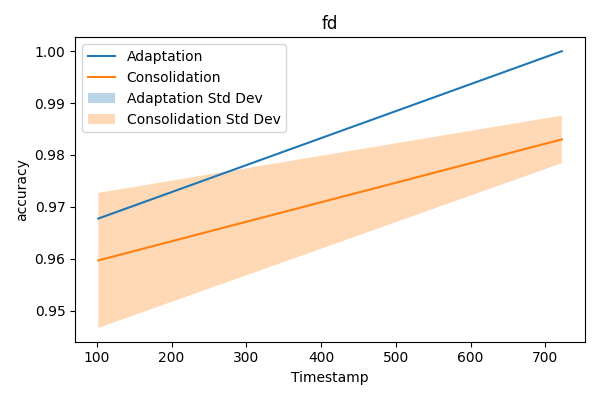 fd
Adaptation
Consolidation
Adaptation Std Dev
Consolidation Std Dev
1.00
0.99
0.98
0.97
0.96
0.95
accuracy
100 200 300 400 500 600 700
Timestamp